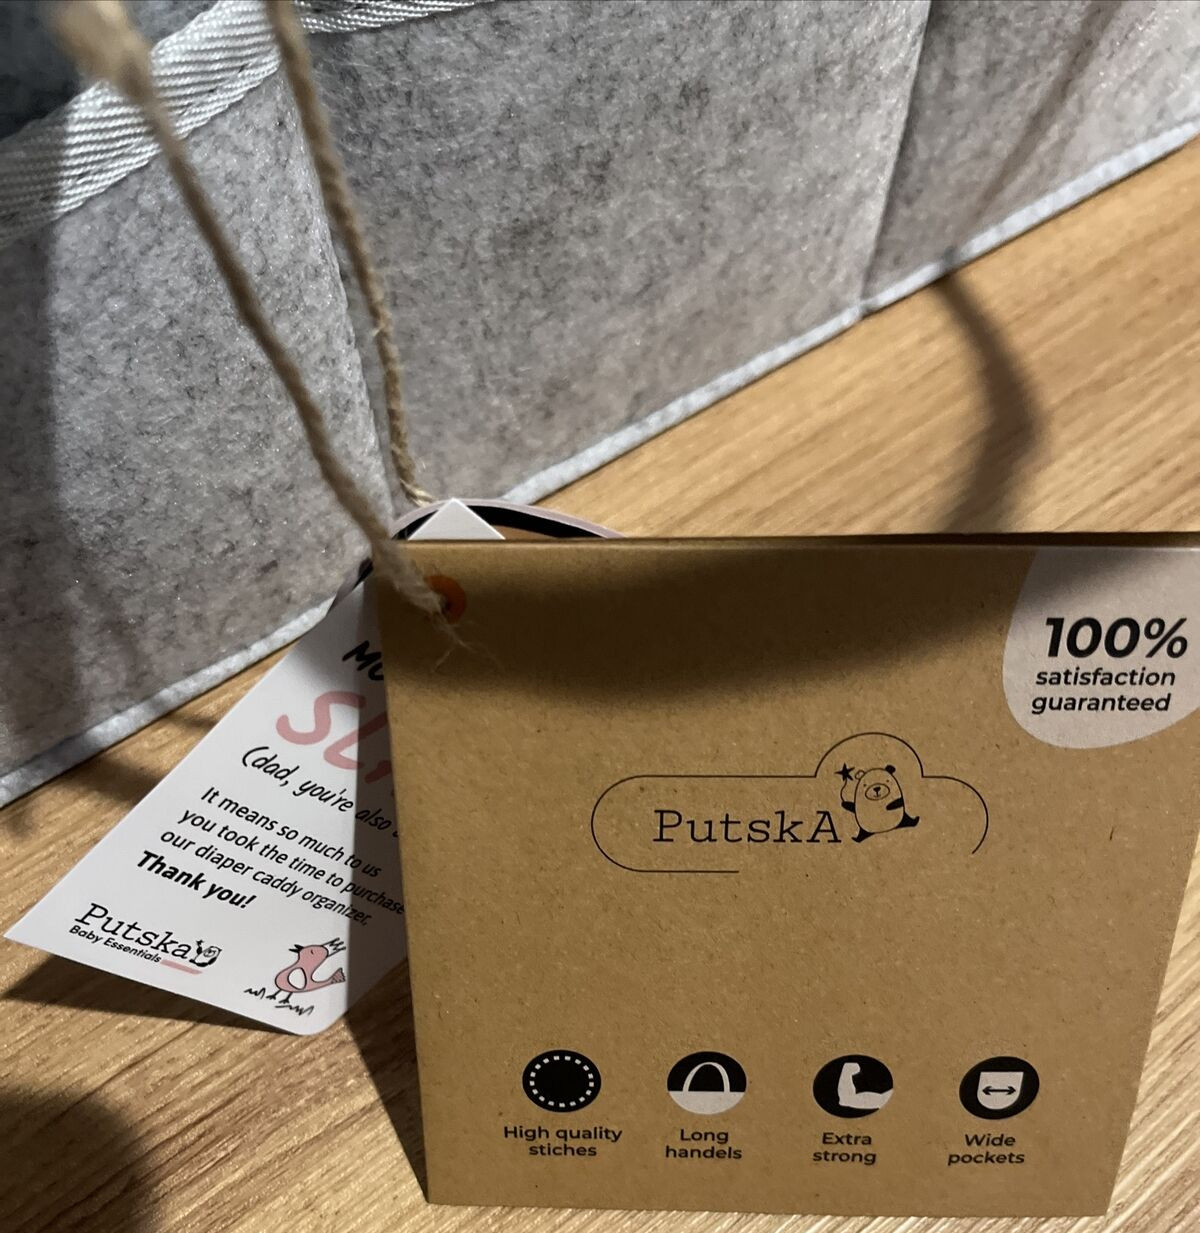 100%
satisfaction
guaranteed
PutskA
High quality
stiches
Long
handels
Extra
strong
Wide
pockets
(dad, you're also
It means so much to us
you took the time to purchase
our diaper caddy organizer.
Thank you!
Putska
Baby Essentials